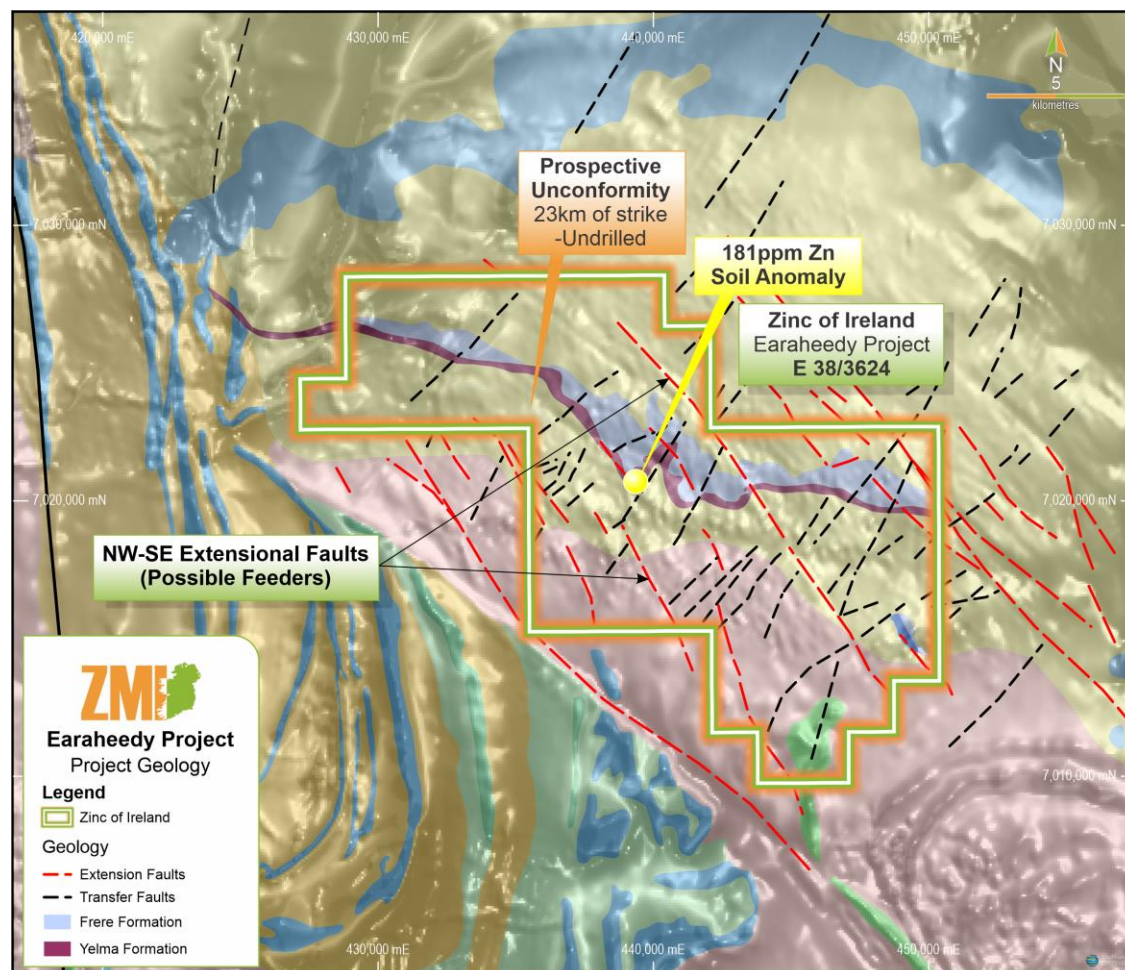 420,000 mE
430,000 mE
440,000 mE
450,000 mE
N
5
kilometres
Prospective
Unconformity
23km of strike
-Undrilled
7,030,000 mN
7,030,000 mN
181ppm Zn
Soil Anomaly
Zinc of Ireland
Earaheedy Project
E 38/3624
7,020,000 mN
7,020,000 mN
NW-SE Extensional Faults
(Possible Feeders)
ZMI
Earaheedy Project
Project Geology
Legend
Zinc of Ireland
Geology
Extension Faults
Transfer Faults
Frere Formation
Yelma Formation
7,010,000 mN
430,000 mE
440,000 mE
450,000 mE